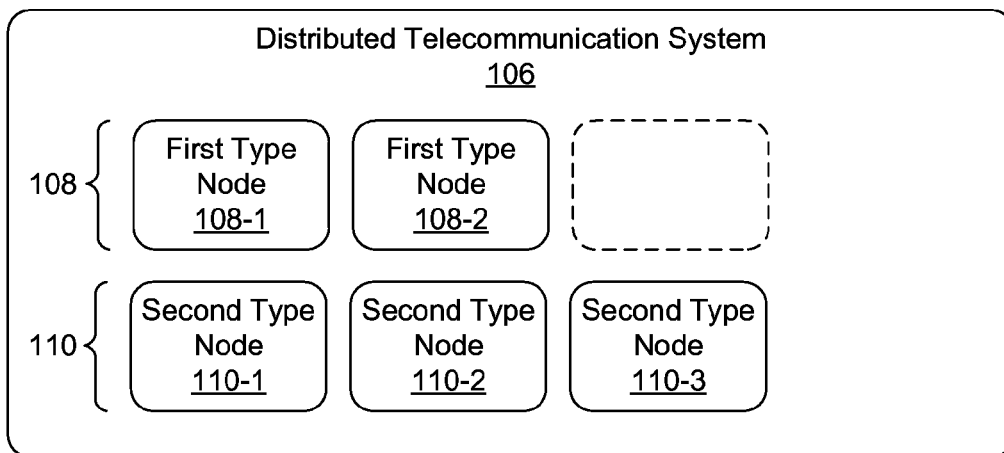 Distributed Telecommunication System
106
108
First Type
Node
108-1
First Type
Node
108-2
110
Second Type
Node
110-1
Second Type
Node
110-2
Second Type
Node
110-3